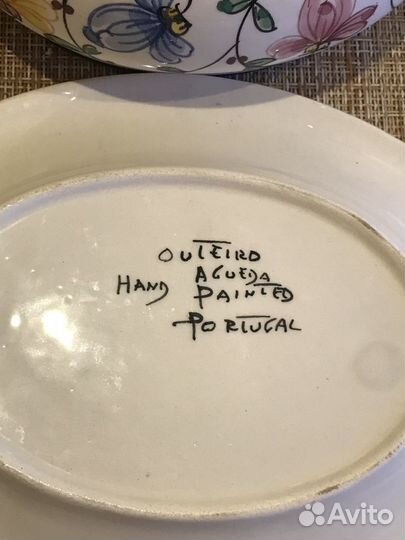 OUTEIRO
AGUEDA
HAND PAINTED
PORTUGAL
Avito